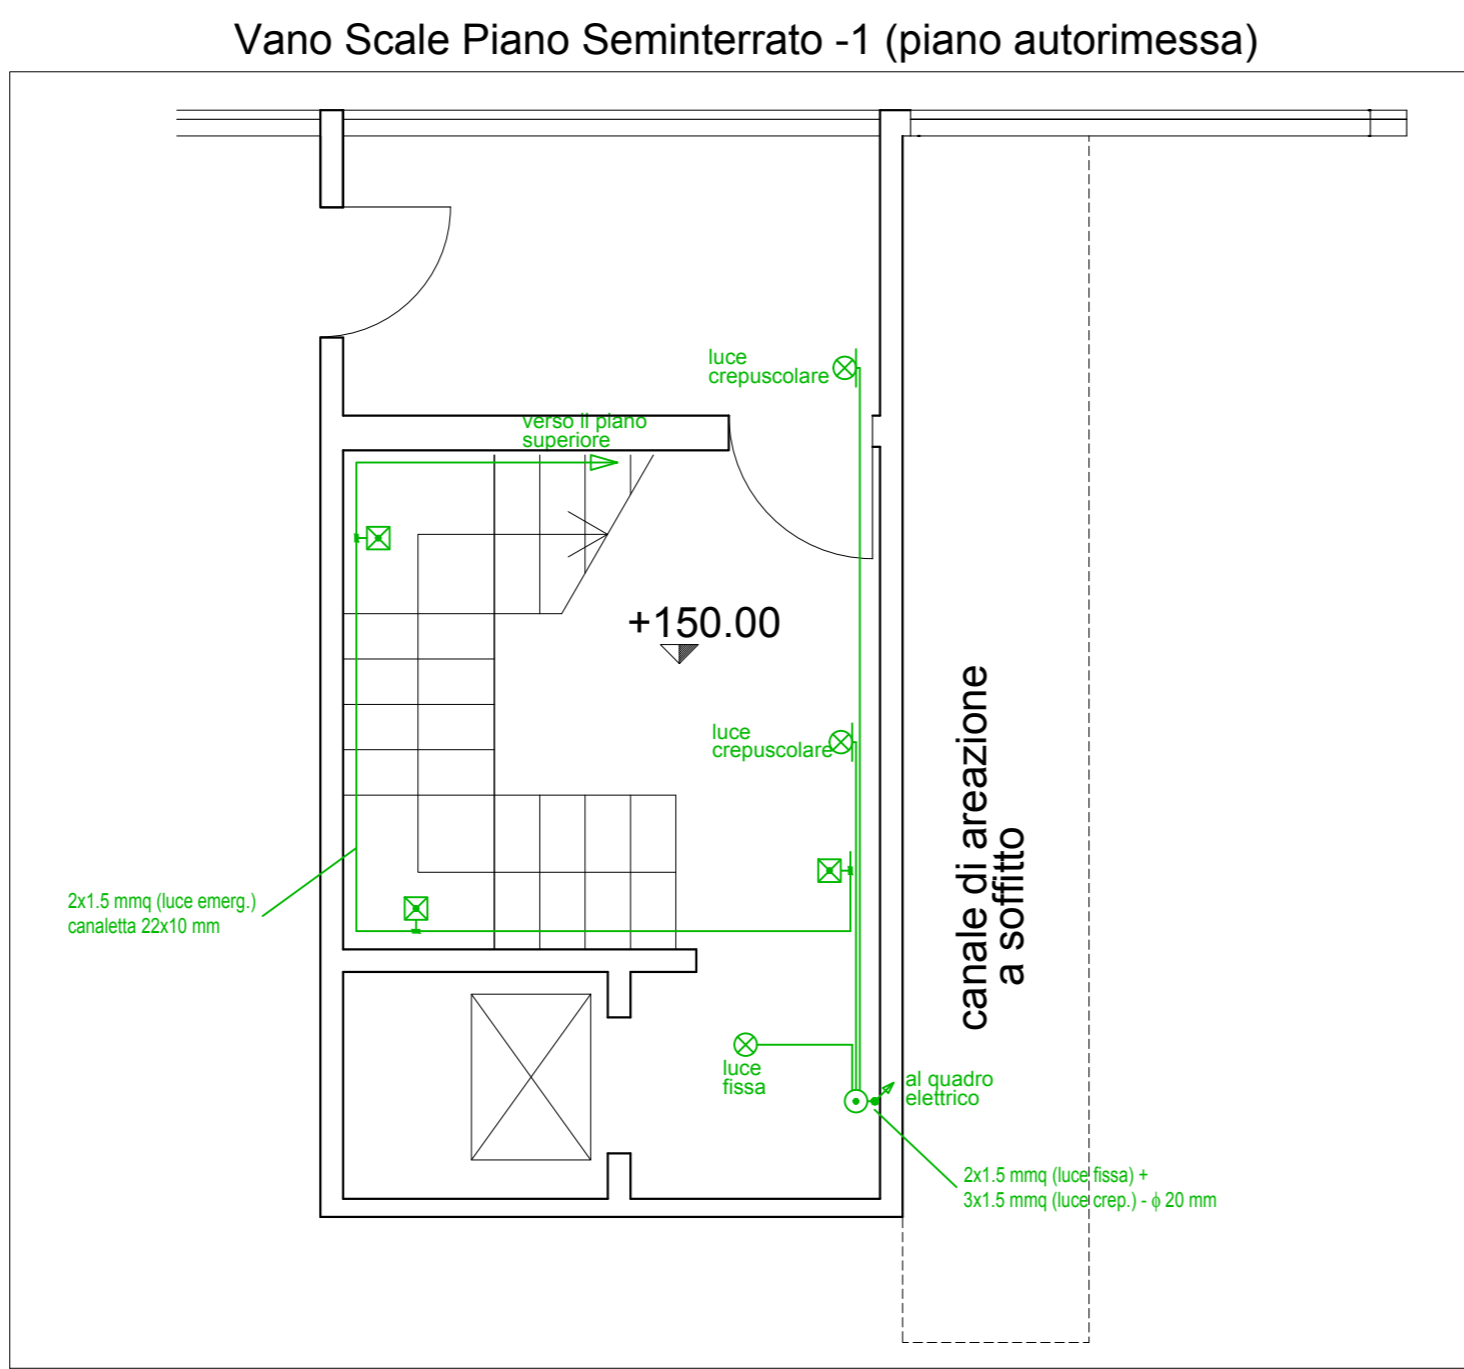 Vano Scale Piano Seminterrato -1 (piano autorimessa)
luce
crepuscolare
verso il piano
superiore
+150.00
luce
crepuscolare
canale di areazione
a soffitto
2x1.5 mmq (luce emerg.)
canaletta 22x10 mm
luce
fissa
al quadro
elettrico
2x1.5 mmq (luce fissa) +
3x1.5 mmq (luce crep.) - ϕ 20 mm